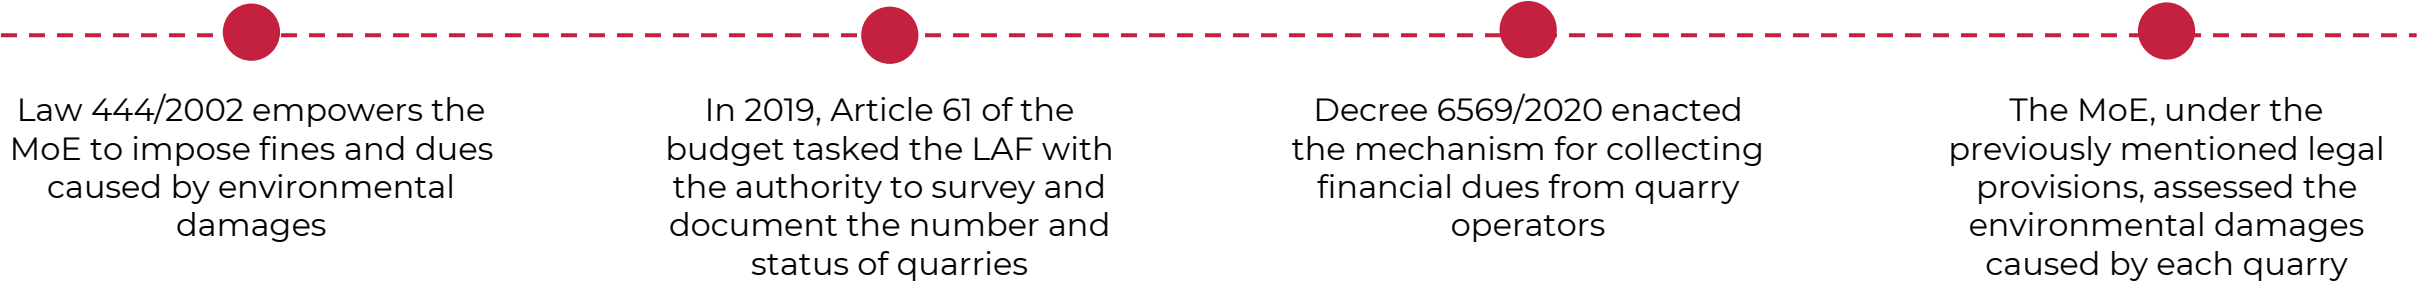 Law 444/2002 empowers the
MoE to impose fines and dues
caused by environmental
damages
In 2019, Article 61 of the
budget tasked the LAF with
the authority to survey and
document the number and
status of quarries
Decree 6569/2020 enacted
the mechanism for collecting
financial dues from quarry
operators
The MoE, under the
previously mentioned legal
provisions, assessed the
environmental damages
caused by each quarry